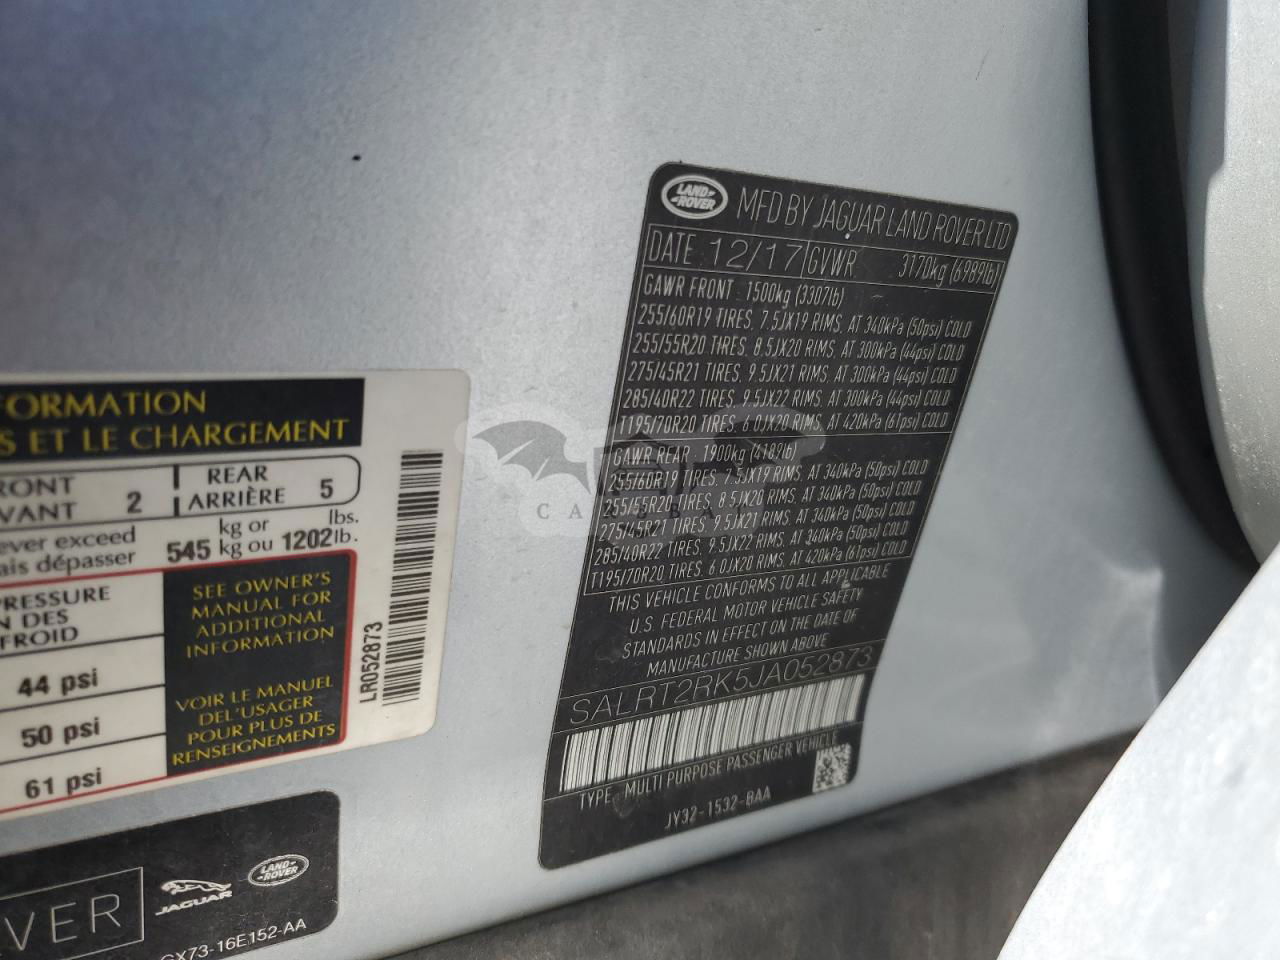 FORMATION
S ET LE CHARGEMENT
RONT
VANT 2
REAR
ARRIÈRE 5
ever exceed
ais dépasser 545 kg or
kg ou 1202 lbs.
lb.
PRESSURE
N DES
FROID
44 psi
50 psi
61 psi
SEE OWNER'S
MANUAL FOR
ADDITIONAL
INFORMATION
VOIR LE MANUEL
DEL'USAGER
POUR PLUS DE
RENSEIGNEMENTS
LR052873
VER
JAGUAR
LAND
ROVER
GX73-16E152-AA
LAND
ROVER
MFD BY JAGUAR LAND ROVER LTD
DATE 12/17 GVWR 3170kg (6989lb)
GAWR FRONT : 1500kg (3307lb)
255/60R19 TIRES, 7.5JX19 RIMS, AT 340kPa (50psi) COLD
255/55R20 TIRES, 8.5JX20 RIMS, AT 300kPa (44psi) COLD
275/45R21 TIRES, 9.5JX21 RIMS, AT 300kPa (44psi) COLD
285/40R22 TIRES, 9.5JX22 RIMS, AT 300kPa (44psi) COLD
T195/70R20 TIRES, 6.0JX20 RIMS, AT 420kPa (61psi) COLD
GAWR REAR : 1900kg (4189lb)
255/60R19 TIRES, 7.5JX19 RIMS, AT 340kPa (50psi) COLD
255/55R20 TIRES, 8.5JX20 RIMS, AT 340kPa (50psi) COLD
275/45R21 TIRES, 9.5JX21 RIMS, AT 340kPa (50psi) COLD
285/40R22 TIRES, 9.5JX22 RIMS, AT 340kPa (50psi) COLD
T195/70R20 TIRES, 6.0JX20 RIMS, AT 420kPa (61psi) COLD
THIS VEHICLE CONFORMS TO ALL APPLICABLE
U.S. FEDERAL MOTOR VEHICLE SAFETY
STANDARDS IN EFFECT ON THE DATE OF
MANUFACTURE SHOWN ABOVE
SALRT2RK5JA052873
TYPE : MULTI PURPOSE PASSENGER VEHICLE
JY32-1532-BAA